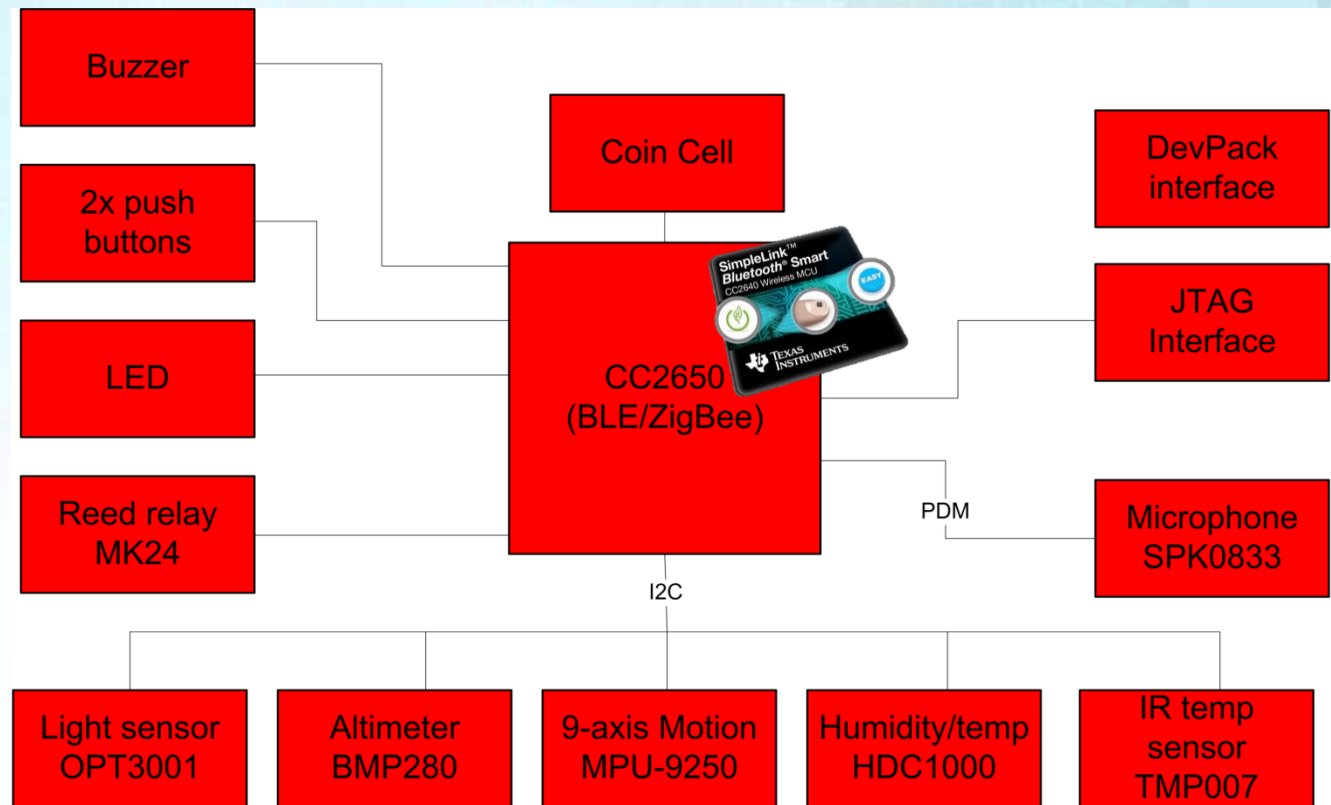 Buzzer
Coin Cell
DevPack
interface
2x push
buttons
SimpleLink™
Bluetooth® Smart
CC2640 Wireless MCU
EASY
TEXAS
INSTRUMENTS
JTAG
Interface
LED
CC2650
(BLE/ZigBee)
Reed relay
MK24
PDM
Microphone
SPK0833
I2C
Light sensor
OPT3001
Altimeter
BMP280
9-axis Motion
MPU-9250
Humidity/temp
HDC1000
IR temp
sensor
TMP007